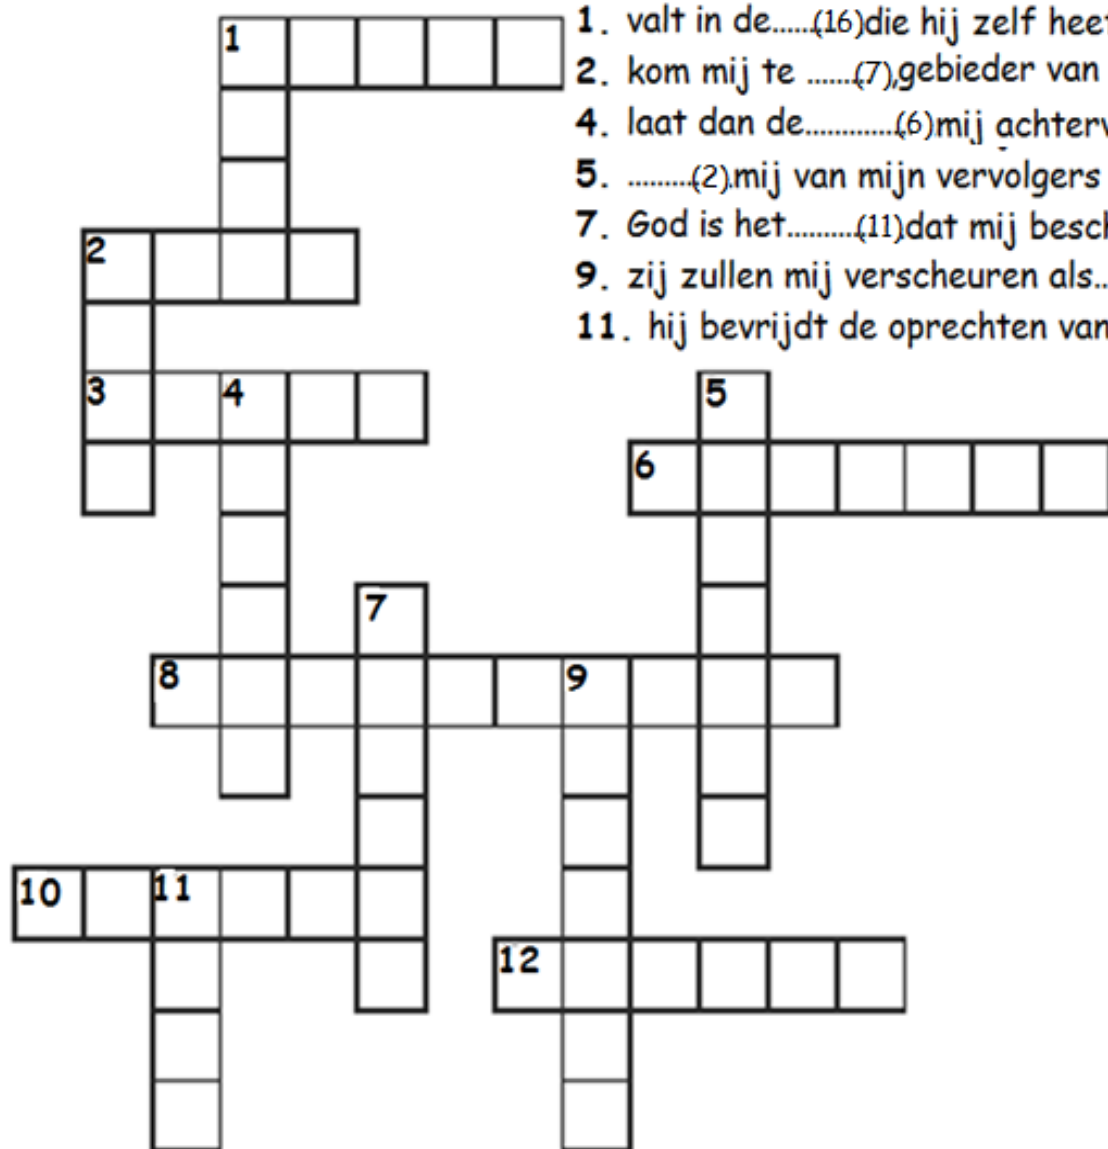 1. valt in de......(16)die hij zelf heef
2. kom mij te .......(7),gebieder van
4. laat dan de.............(6)mij achterv
5. .........(2).mij van mijn vervolgers
7. God is het..........(11)dat mij besch
9. zij zullen mij verscheuren als..
11. hij bevrijdt de oprechten van
1
2
3
4
5
6
7
8
9
10
11
12